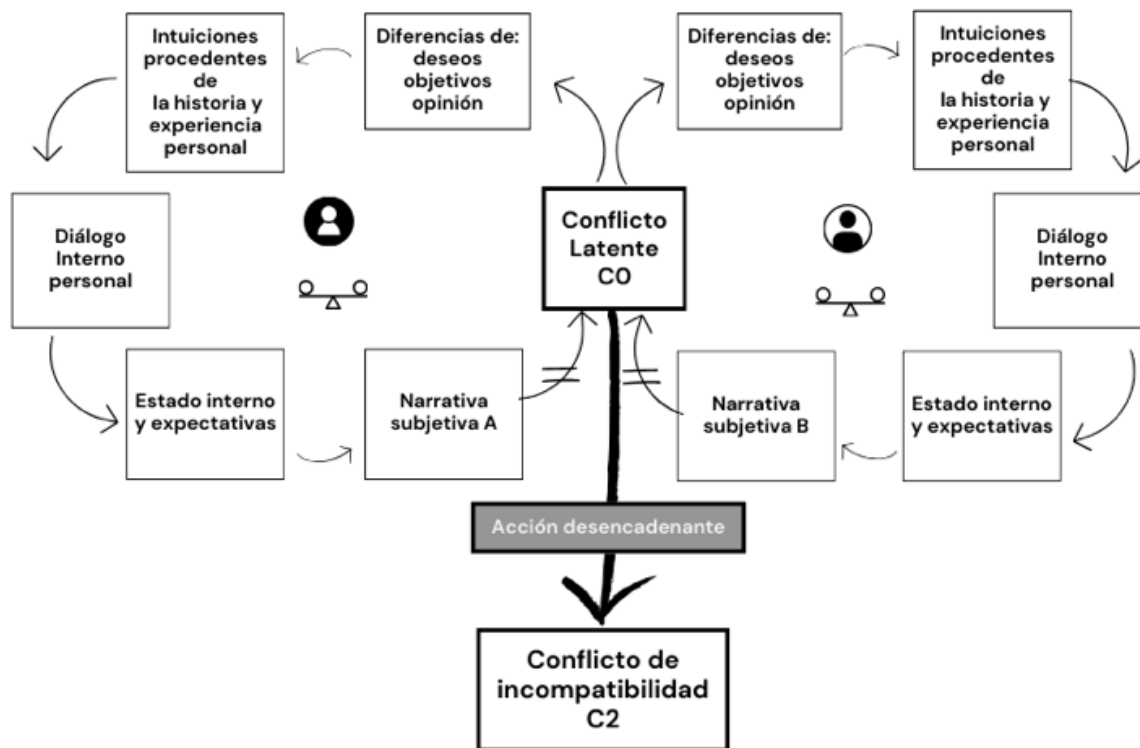 Intuiciones
procedentes
de
la historia y
experiencia
personal
Diferencias de:
deseos
objetivos
opinión
Diferencias de:
deseos
objetivos
opinión
Intuiciones
procedentes
de
la historia y
experiencia
personal
Diálogo
Interno
personal
Conflicto
Latente
C0
Diálogo
Interno
personal
Estado interno
y expectativas
Narrativa
subjetiva A
Narrativa
subjetiva B
Estado interno
y expectativas
Acción desencadenante
Conflicto de
incompatibilidad
C2